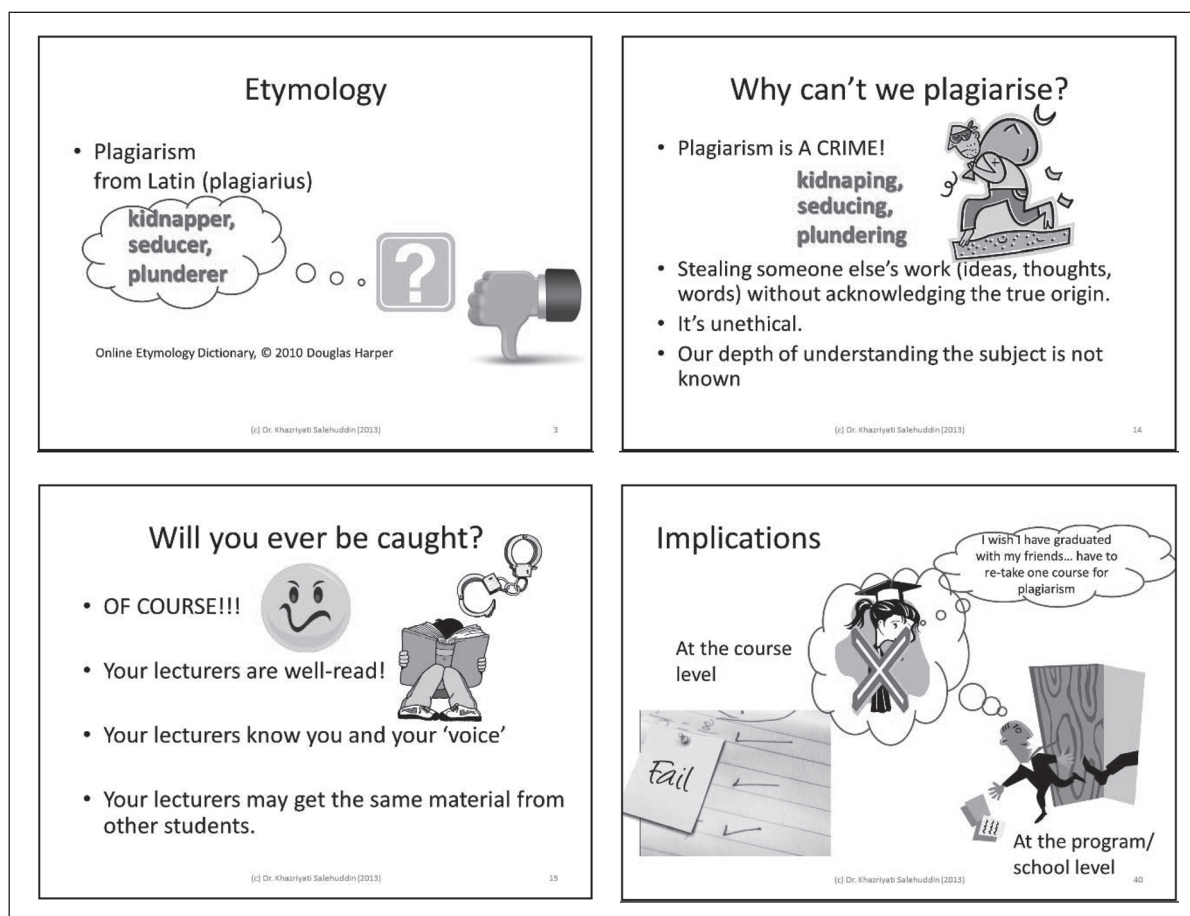 Etymology
• Plagiarism
from Latin (plagiarius)
kidnapper,
seducer,
plunderer
?
Online Etymology Dictionary, © 2010 Douglas Harper
(c) Dr. Khazriyati Salehuddin (2013)
3
Why can't we plagiarise?
• Plagiarism is A CRIME!
kidnaping,
seducing,
plundering
• Stealing someone else's work (ideas, thoughts,
words) without acknowledging the true origin.
• It's unethical.
• Our depth of understanding the subject is not
known
(c) Dr. Khazriyati Salehuddin (2013)
14
Will you ever be caught?
• OF COURSE!!!
• Your lecturers are well-read!
• Your lecturers know you and your 'voice'
• Your lecturers may get the same material from
other students.
(c) Dr. Khazriyati Salehuddin (2013)
15
Implications
I wish I have graduated
with my friends... have to
re-take one course for
plagiarism
At the course
level
Fail
At the program/
school level
(c) Dr. Khazriyati Salehuddin (2013)
40